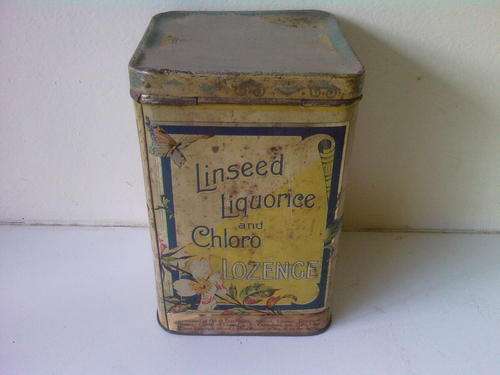 Linseed
Liquorice
and
Chloro
LOZENGE